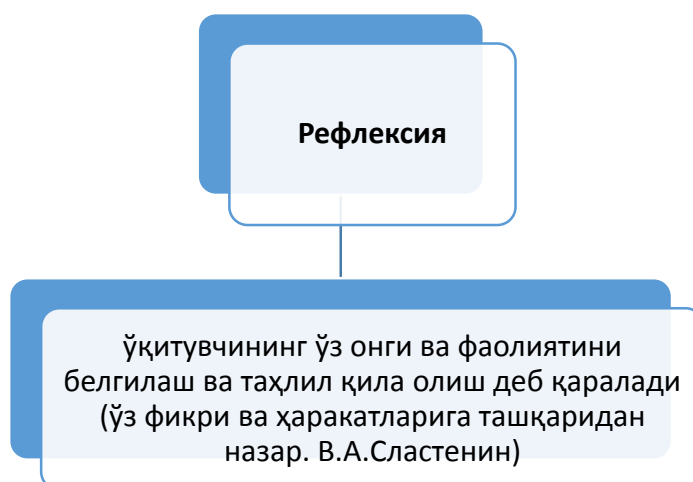 Рефлексия
ўқитувчининг ўз онги ва фаолиятини
белгилаш ва таҳлил қила олиш деб қаралади
(ўз фикри ва ҳаракатларига ташқаридан
назар. В.А.Сластенин)